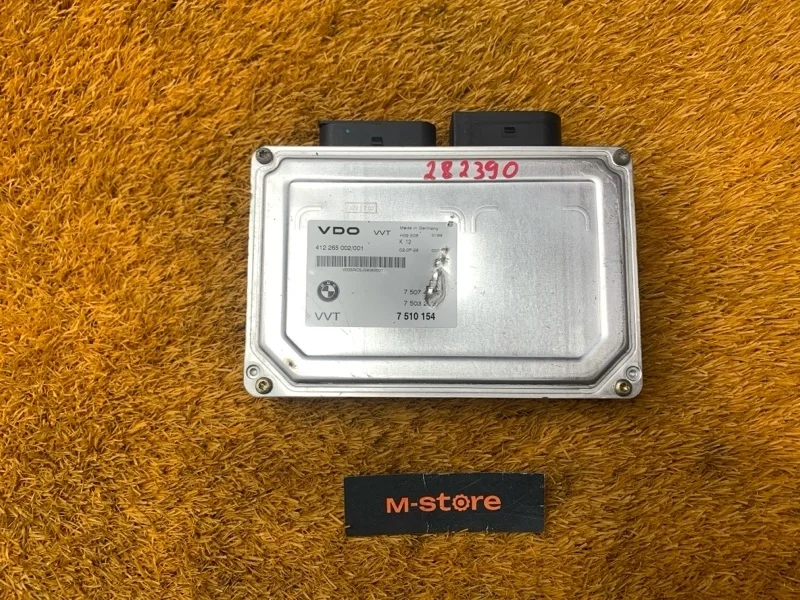 282390
VDO VVT Made in Germany
412.265 002/001 K 12
7 507
7 503
VVT 7 510 154
M-store